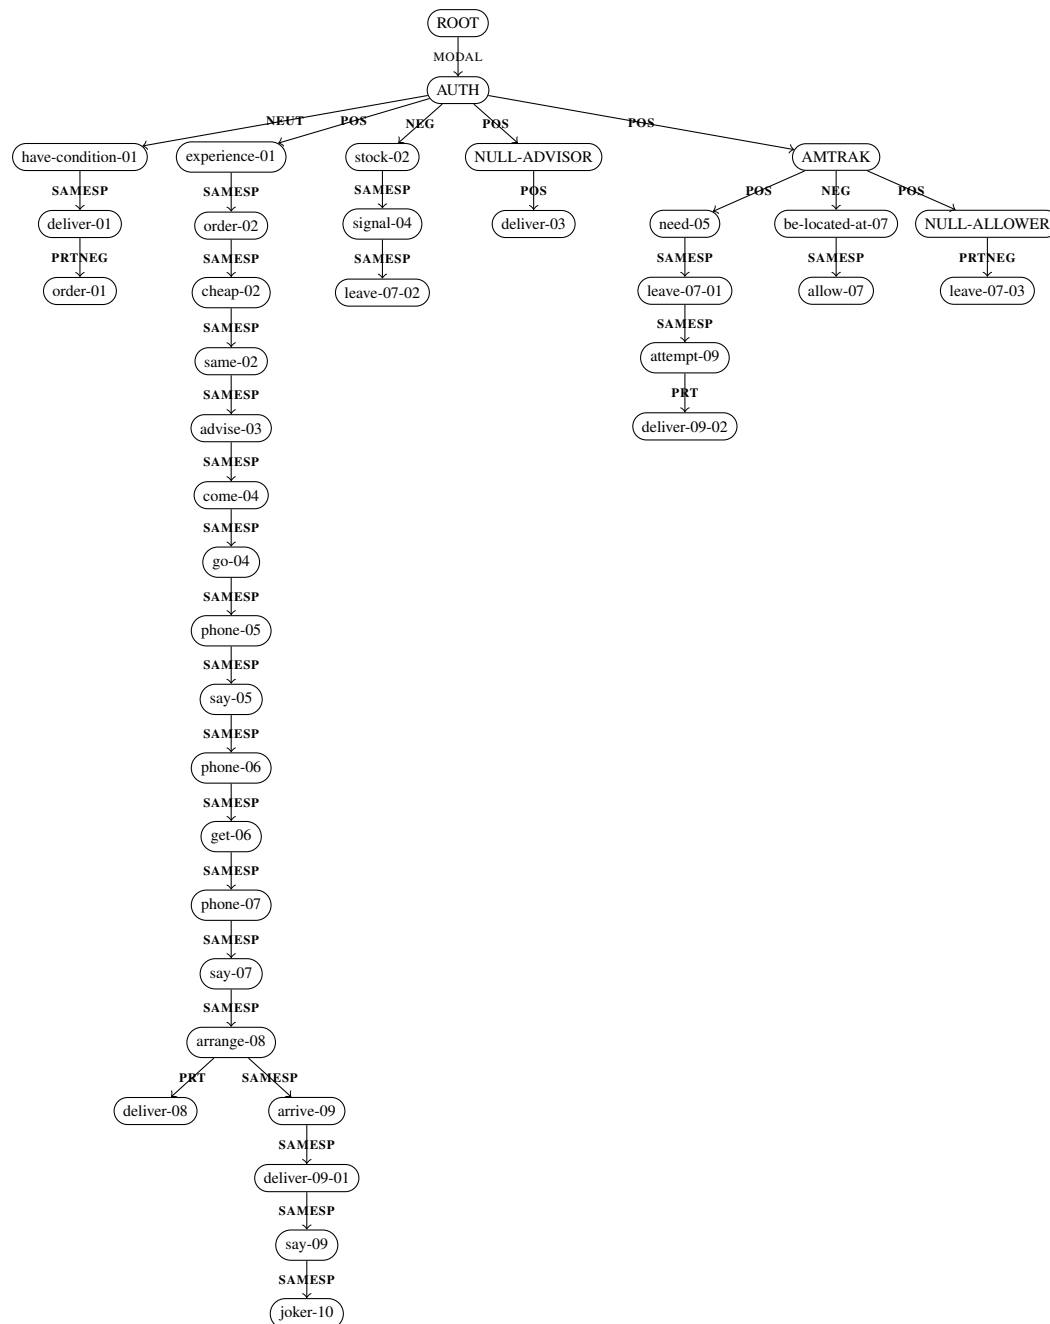 ROOT
MODAL
AUTH
NEUT POS NEG POS POS
have-condition-01 experience-01 stock-02 NULL-ADVISOR AMTRAK
SAMESP SAMESP SAMESP POS POS NEG POS
deliver-01 order-02 signal-04 deliver-03 need-05 be-located-at-07 NULL-ALLOWER
PRTNEG SAMESP SAMESP SAMESP SAMESP PRTNEG
order-01 cheap-02 leave-07-02 leave-07-01 allow-07 leave-07-03
SAMESP SAMESP
same-02 attempt-09
SAMESP PRT
advise-03 deliver-09-02
SAMESP
come-04
SAMESP
go-04
SAMESP
phone-05
SAMESP
say-05
SAMESP
phone-06
SAMESP
get-06
SAMESP
phone-07
SAMESP
say-07
SAMESP
arrange-08
PRT SAMESP
deliver-08 arrive-09
SAMESP
deliver-09-01
SAMESP
say-09
SAMESP
joker-10